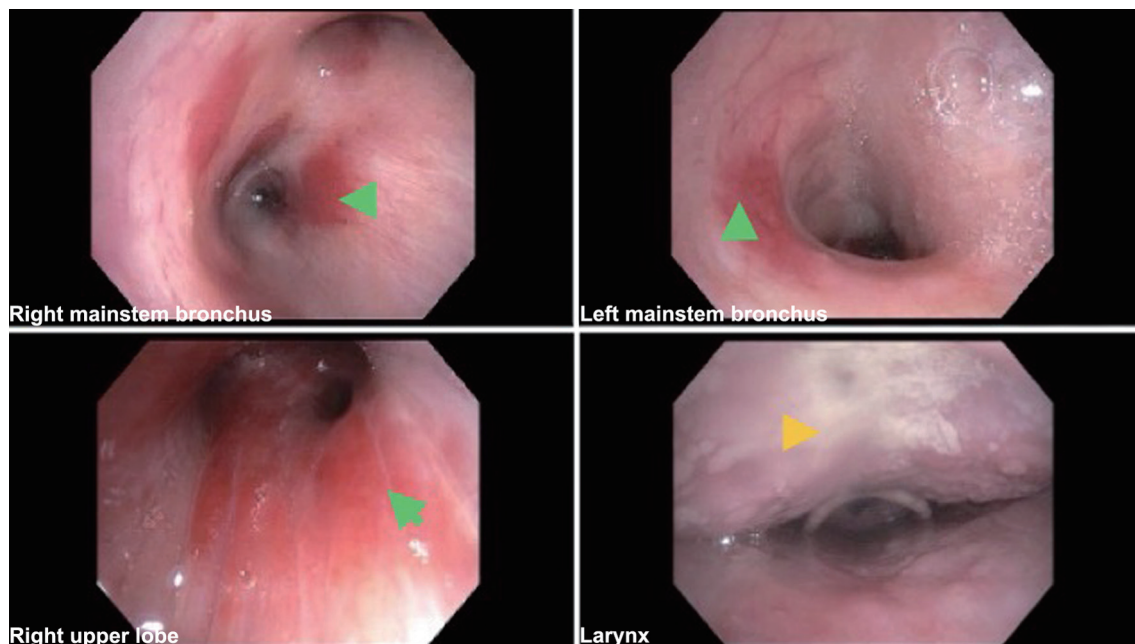 Right mainstem bronchus
Left mainstem bronchus
Right upper lobe
Larynx